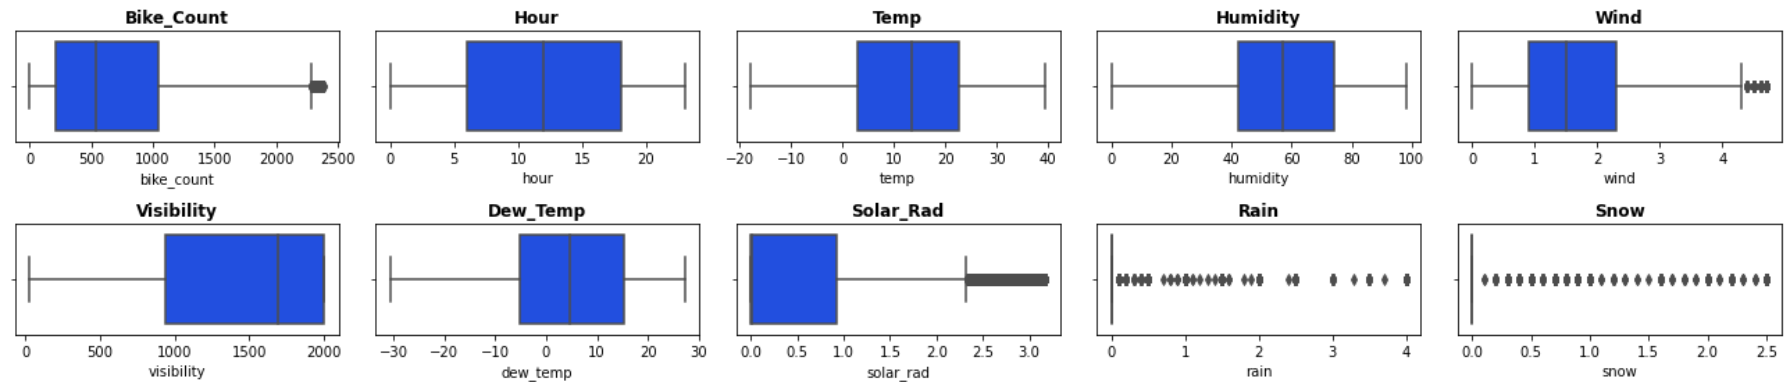 Bike_Count Hour Temp Humidity Wind
0 500 1000 1500 2000 2500 0 5 10 15 20 −20 −10 0 10 20 30 40 0 20 40 60 80 100 0 1 2 3 4
bike_count hour temp humidity wind
Visibility Dew_Temp Solar_Rad Rain Snow
0 500 1000 1500 2000 −30 −20 −10 0 10 20 30 0.0 0.5 1.0 1.5 2.0 2.5 3.0 0 1 2 3 4 0.0 0.5 1.0 1.5 2.0 2.5
visibility dew_temp solar_rad rain snow